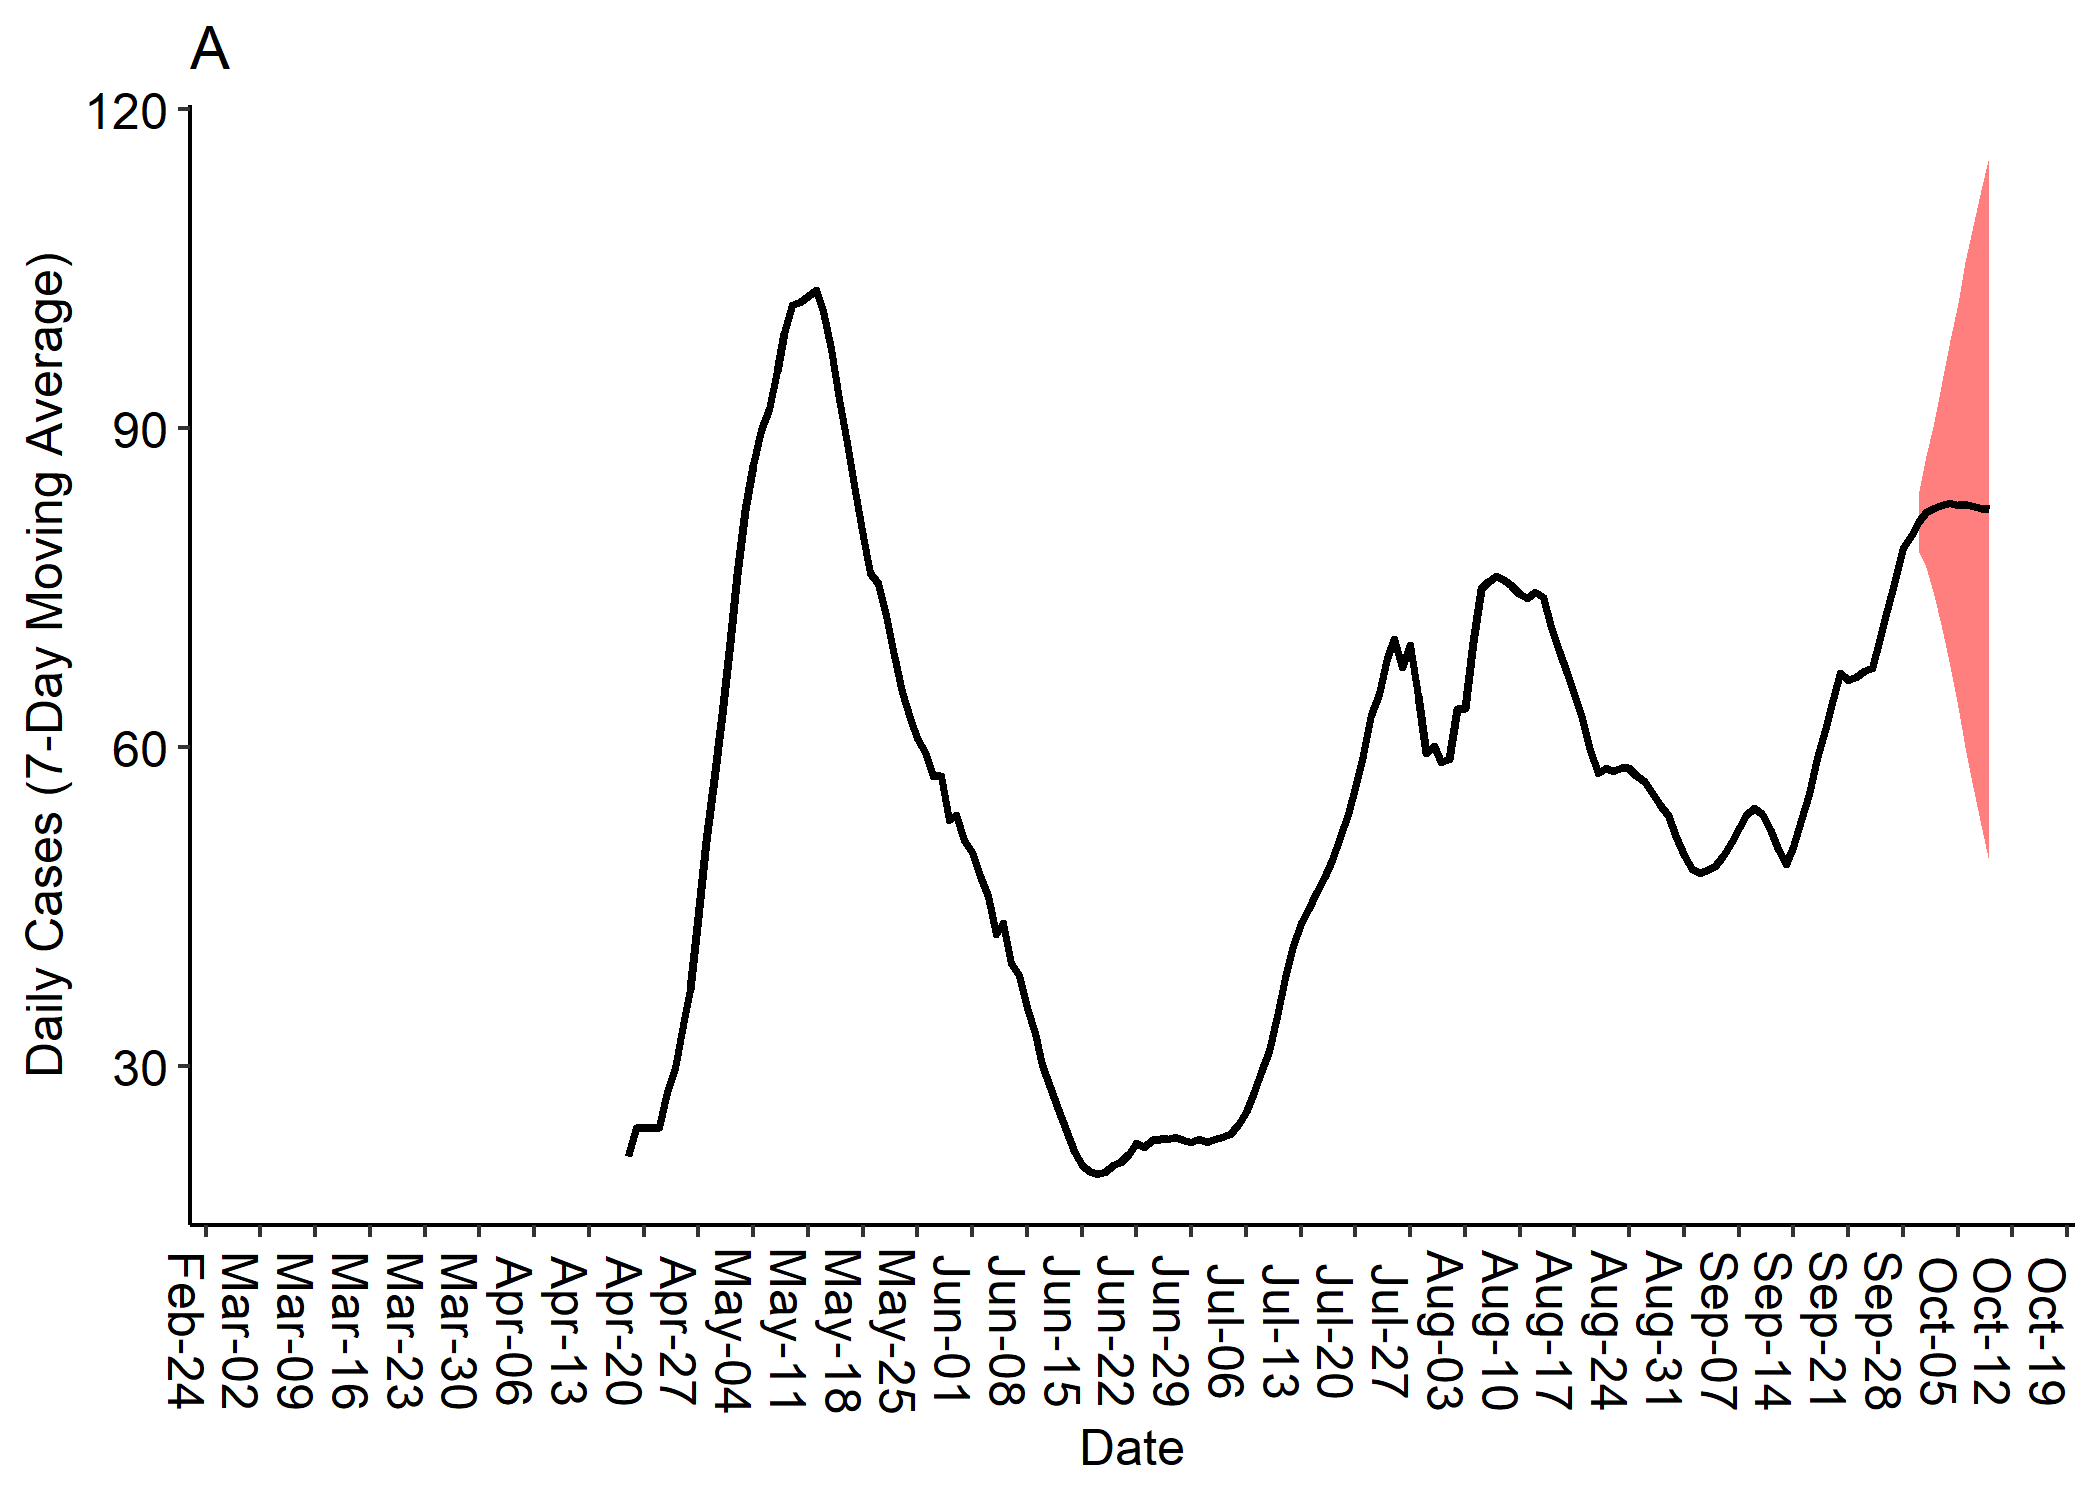 A
120
90
60
30
Daily Cases (7-Day Moving Average)
Feb-24
Mar-02
Mar-09
Mar-16
Mar-23
Mar-30
Apr-06
Apr-13
Apr-20
Apr-27
May-04
May-11
May-18
May-25
Jun-01
Jun-08
Jun-15
Jun-22
Jun-29
Jul-06
Jul-13
Jul-20
Jul-27
Aug-03
Aug-10
Aug-17
Aug-24
Aug-31
Sep-07
Sep-14
Sep-21
Sep-28
Oct-05
Oct-12
Oct-19
Date